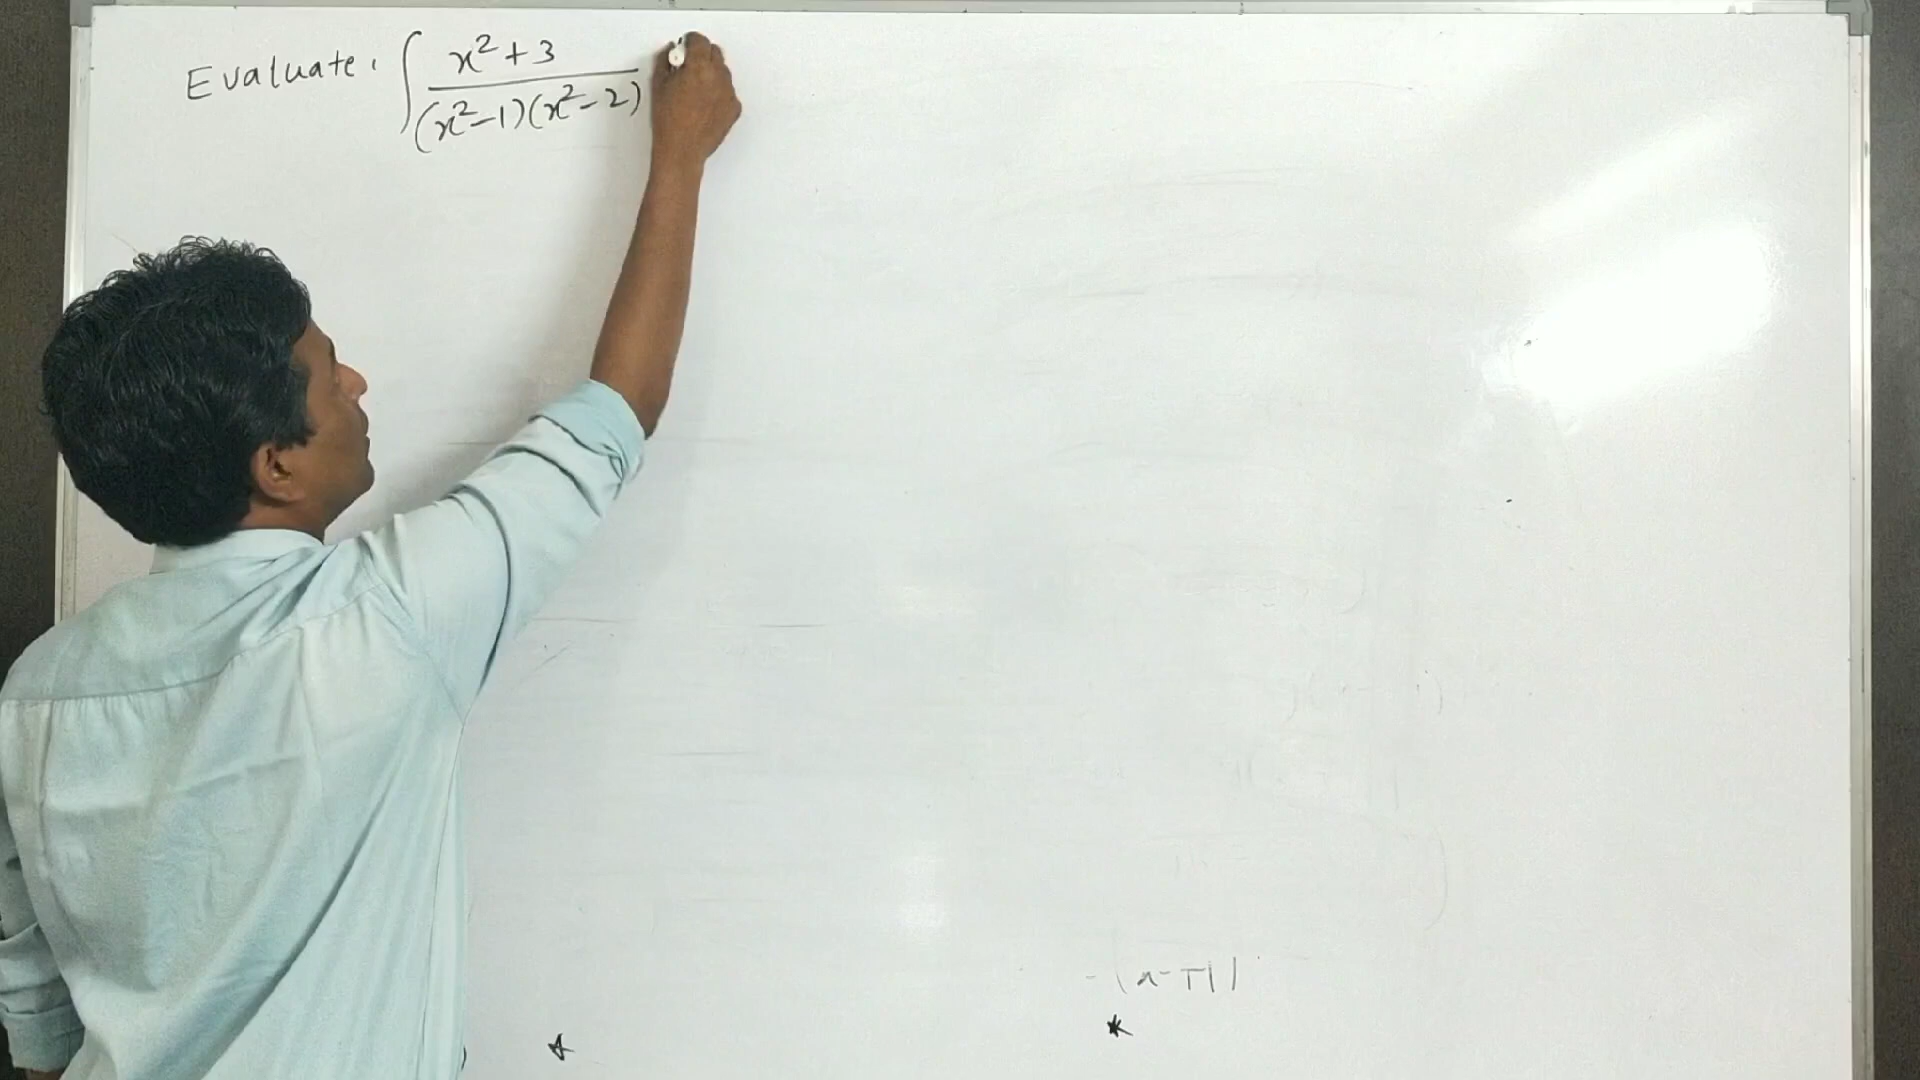 Evaluate: ∫ x²+3 / (x²-1)(x²-2)